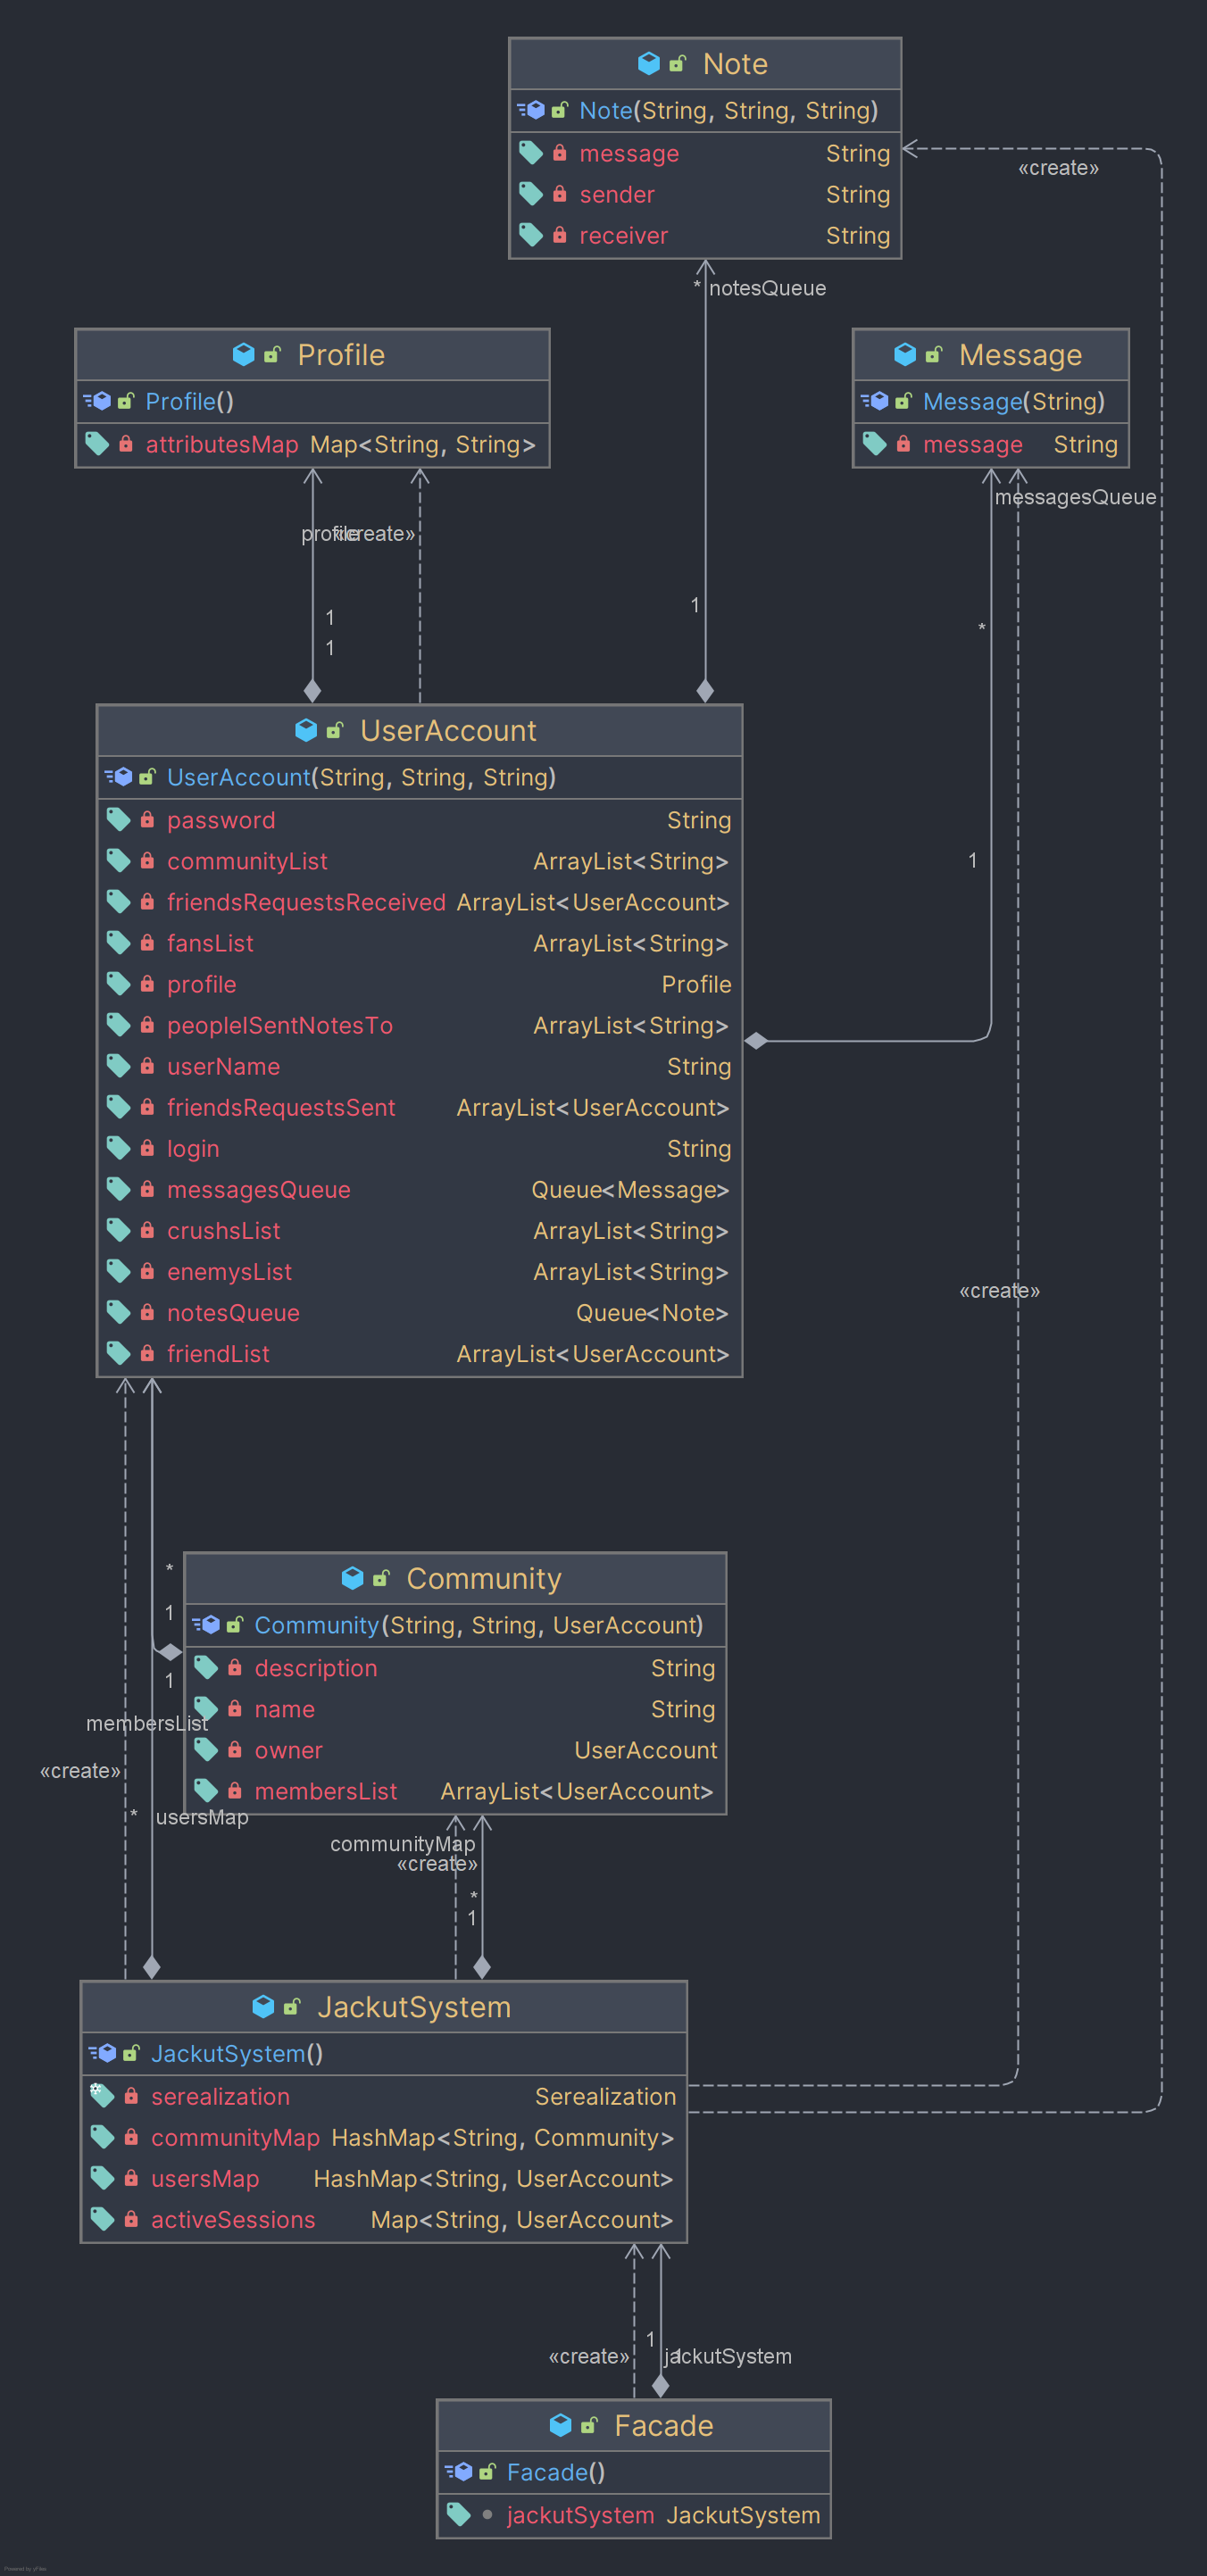 Note
Note(String, String, String)
message String
sender String
receiver String
«create»
* notesQueue
Profile
Profile()
attributesMap Map<String, String>
Message
Message(String)
message String
messagesQueue
profile
«create»
1
1
1
*
UserAccount
UserAccount(String, String, String)
password String
communityList ArrayList<String>
friendsRequestsReceived ArrayList<UserAccount>
fansList ArrayList<String>
profile Profile
peopleISentNotesTo ArrayList<String>
userName String
friendsRequestsSent ArrayList<UserAccount>
login String
messagesQueue Queue<Message>
crushsList ArrayList<String>
enemysList ArrayList<String>
notesQueue Queue<Note>
friendList ArrayList<UserAccount>
1
«create»
*
1
1
membersList
«create»
* usersMap
Community
Community(String, String, UserAccount)
description String
name String
owner UserAccount
membersList ArrayList<UserAccount>
communityMap
«create»
*
1
JackutSystem
JackutSystem()
serealization Serealization
communityMap HashMap<String, Community>
usersMap HashMap<String, UserAccount>
activeSessions Map<String, UserAccount>
1
«create»
jackutSystem
1
Facade
Facade()
jackutSystem JackutSystem
Powered by yFiles